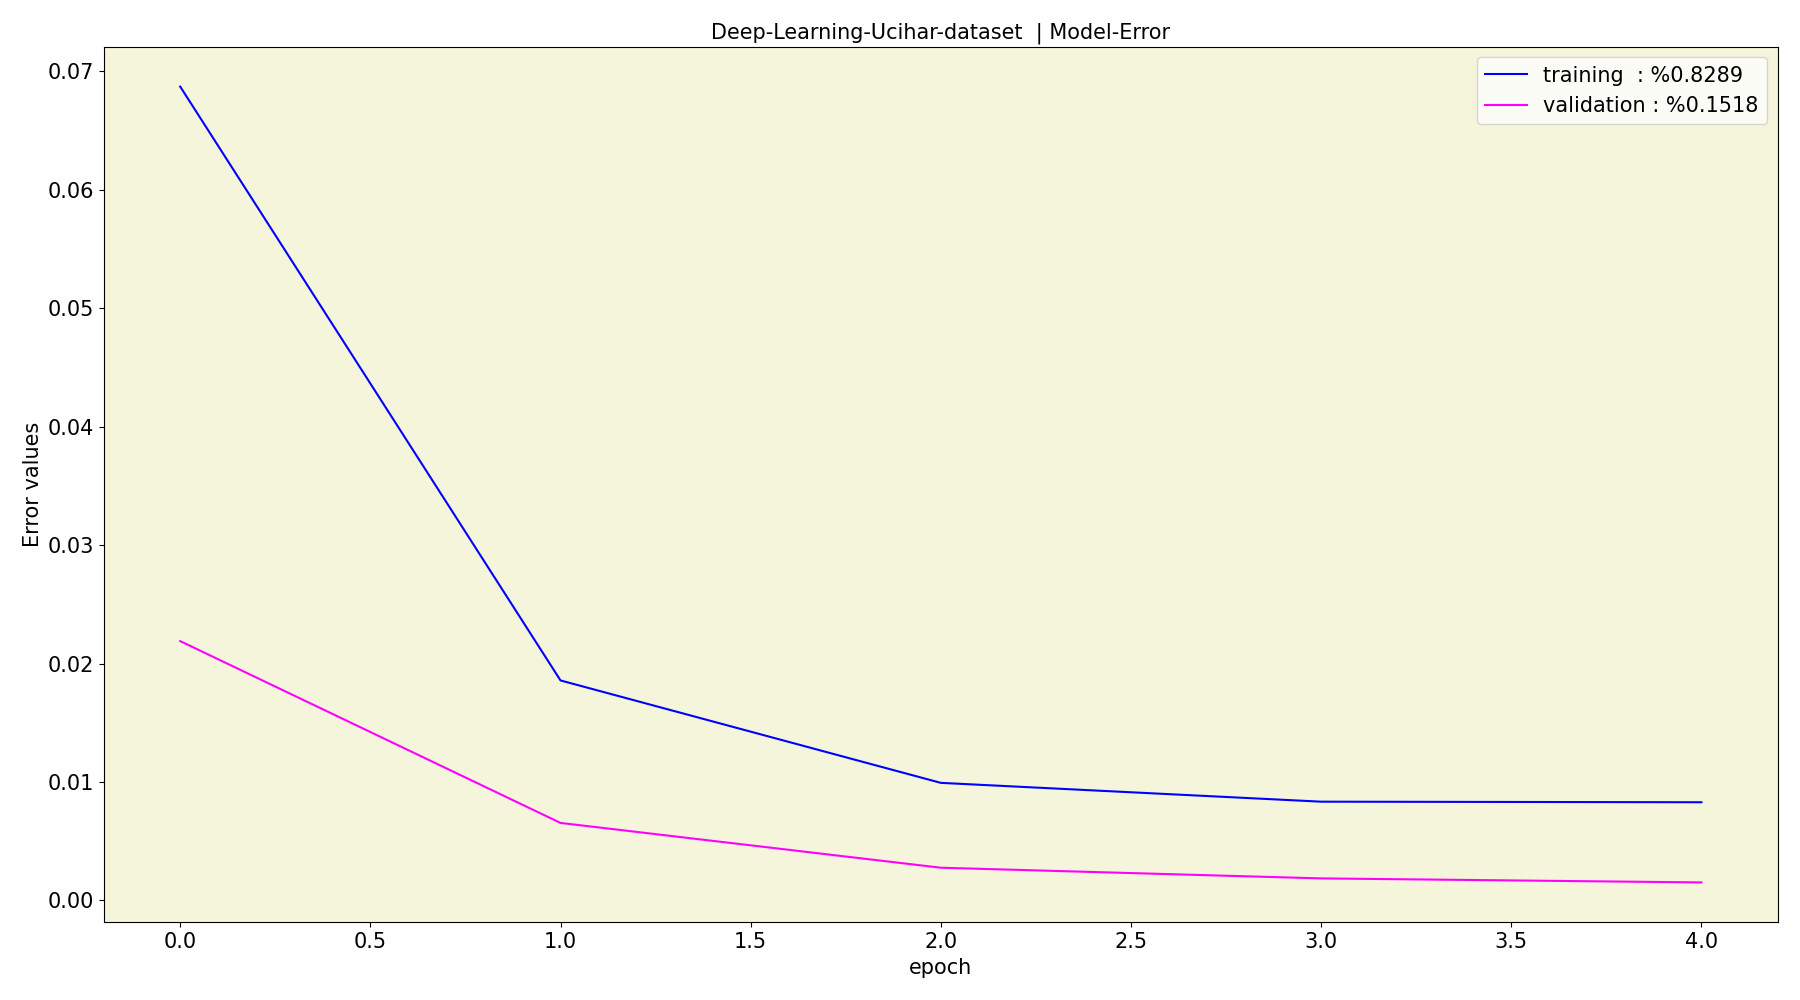 Deep-Learning-Ucihar-dataset  | Model-Error
training  : %0.8289
validation : %0.1518
Error values
0.07
0.06
0.05
0.04
0.03
0.02
0.01
0.00
0.0 0.5 1.0 1.5 2.0 2.5 3.0 3.5 4.0
epoch